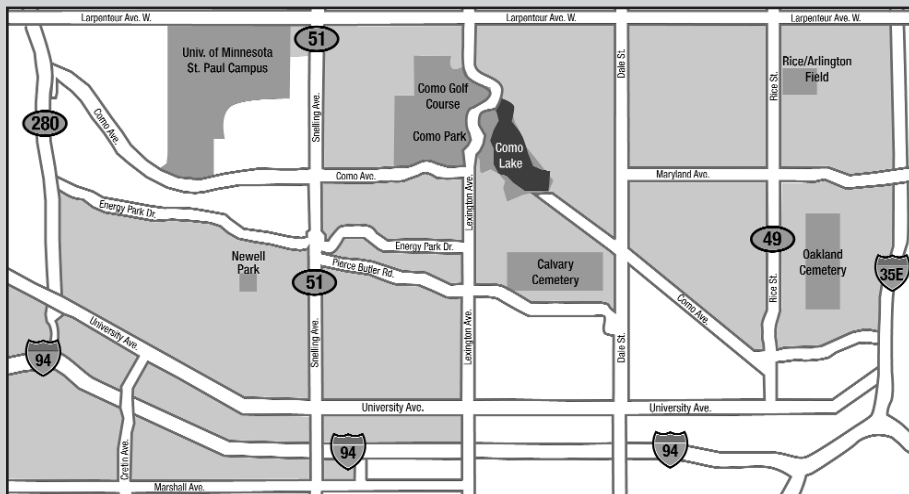 Larpenteur Ave. W.
Larpenteur Ave. W.
Larpenteur Ave. W.
51
Univ. of Minnesota
St. Paul Campus
Snelling Ave.
Como Golf
Course
Como Park
Dale St.
Rice St.
Rice/Arlington
Field
280
Como Ave.
Como
Lake
Como Ave.
Maryland Ave.
Lexington Ave.
Energy Park Dr.
Energy Park Dr.
49
Newell
Park
Pierce Butler Rd.
Calvary
Cemetery
Oakland
Cemetery
35E
51
Rice St.
University Ave.
Snelling Ave.
Lexington Ave.
Dale St.
Como Ave.
94
University Ave.
University Ave.
Cretin Ave.
94
94
Marshall Ave.